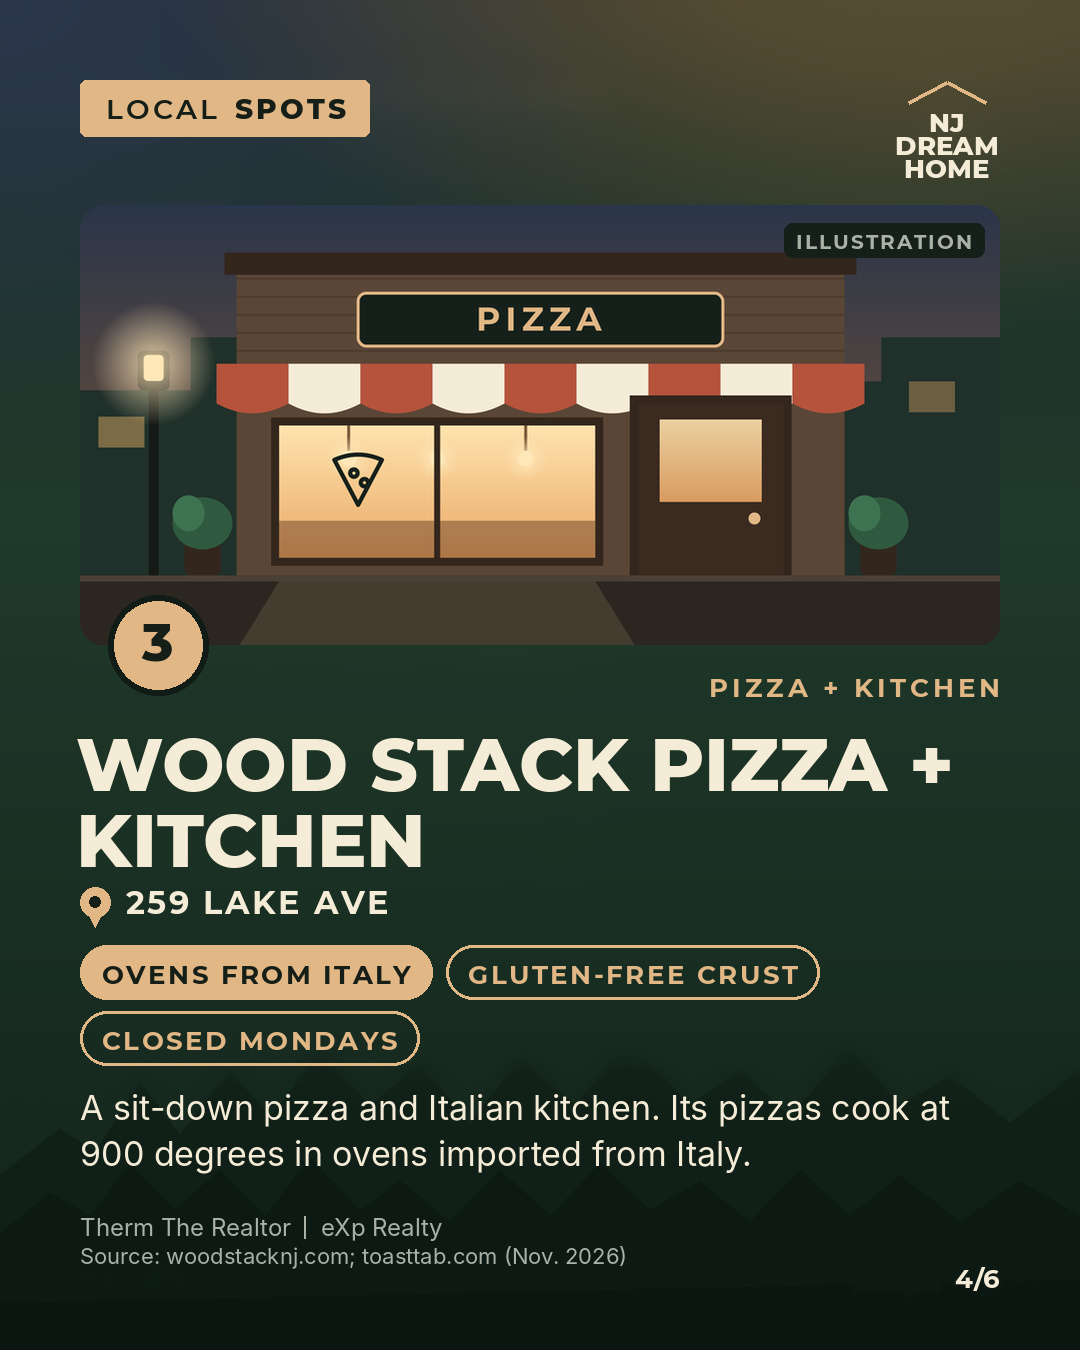 LOCAL SPOTS
NJ
DREAM
HOME
ILLUSTRATION
PIZZA
3
PIZZA + KITCHEN
WOOD STACK PIZZA +
KITCHEN
259 LAKE AVE
OVENS FROM ITALY
GLUTEN-FREE CRUST
CLOSED MONDAYS
A sit-down pizza and Italian kitchen. Its pizzas cook at
900 degrees in ovens imported from Italy.
Therm The Realtor | eXp Realty
Source: woodstacknj.com; toasttab.com (Nov. 2026)
4/6